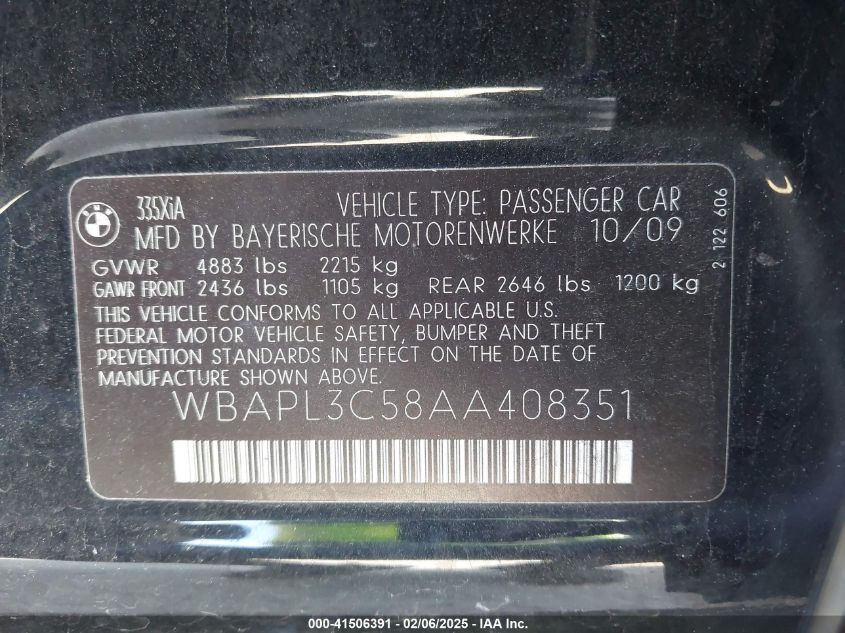 BMW
335XiA VEHICLE TYPE: PASSENGER CAR
MFD BY BAYERISCHE MOTORENWERKE 10/09
GVWR 4883 lbs 2215 kg
GAWR FRONT 2436 lbs 1105 kg REAR 2646 lbs 1200 kg
THIS VEHICLE CONFORMS TO ALL APPLICABLE U.S.
FEDERAL MOTOR VEHICLE SAFETY, BUMPER AND THEFT
PREVENTION STANDARDS IN EFFECT ON THE DATE OF
MANUFACTURE SHOWN ABOVE.
WBAPL3C58AA408351
2 122 606
000-41506391 - 02/06/2025 - IAA Inc.